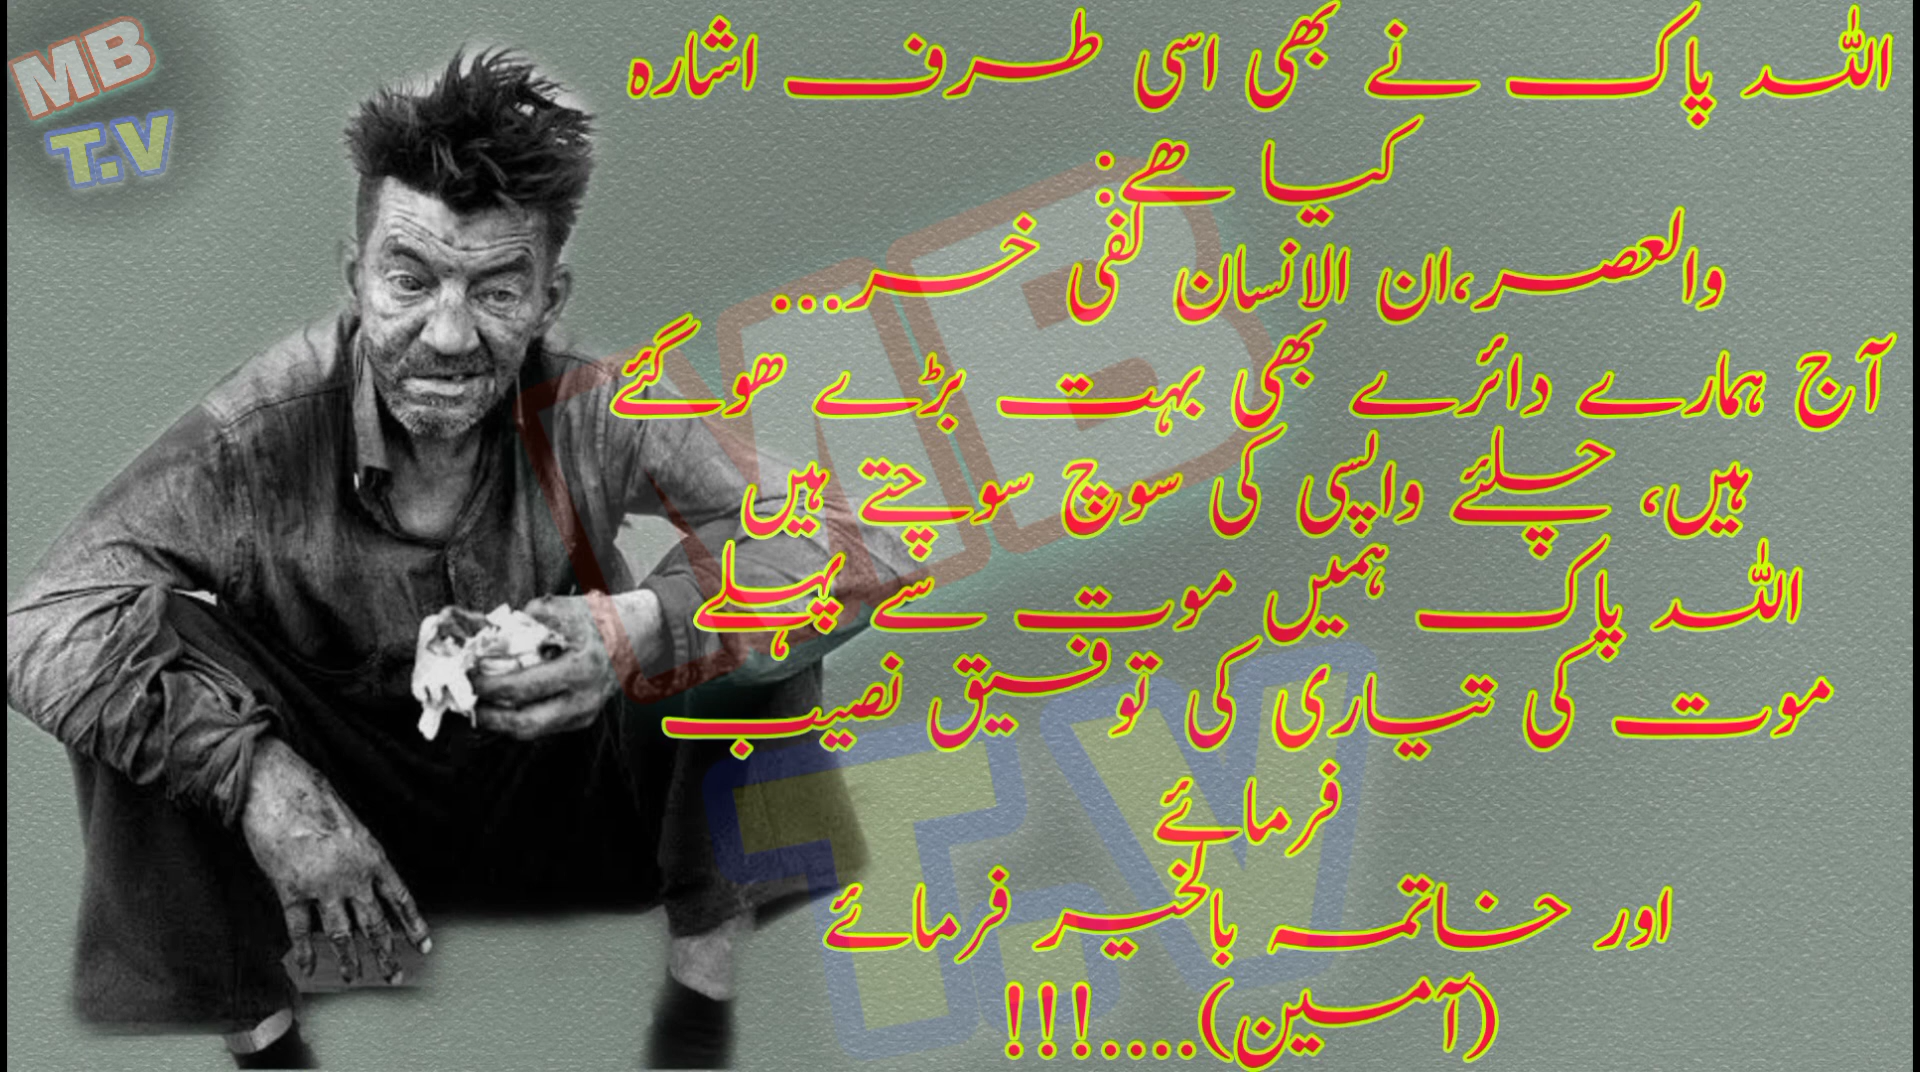 MB
T.V
اللہ پاک نے بھی اسی طرف اشارہ
کیا ھے:
والعصر،ان الانسان لفی خسر...
آج ہمارے دائرے بھی بہت بڑے ھوگئے
ہیں، چلئے واپسی کی سوچ سوچتے ہیں
اللہ پاک ہمیں موت سے پہلے
موت کی تیاری کی توفیق نصیب
فرمائے
اور خاتمہ بالخیر فرمائے
(آمین)....!!!
MB
T.V